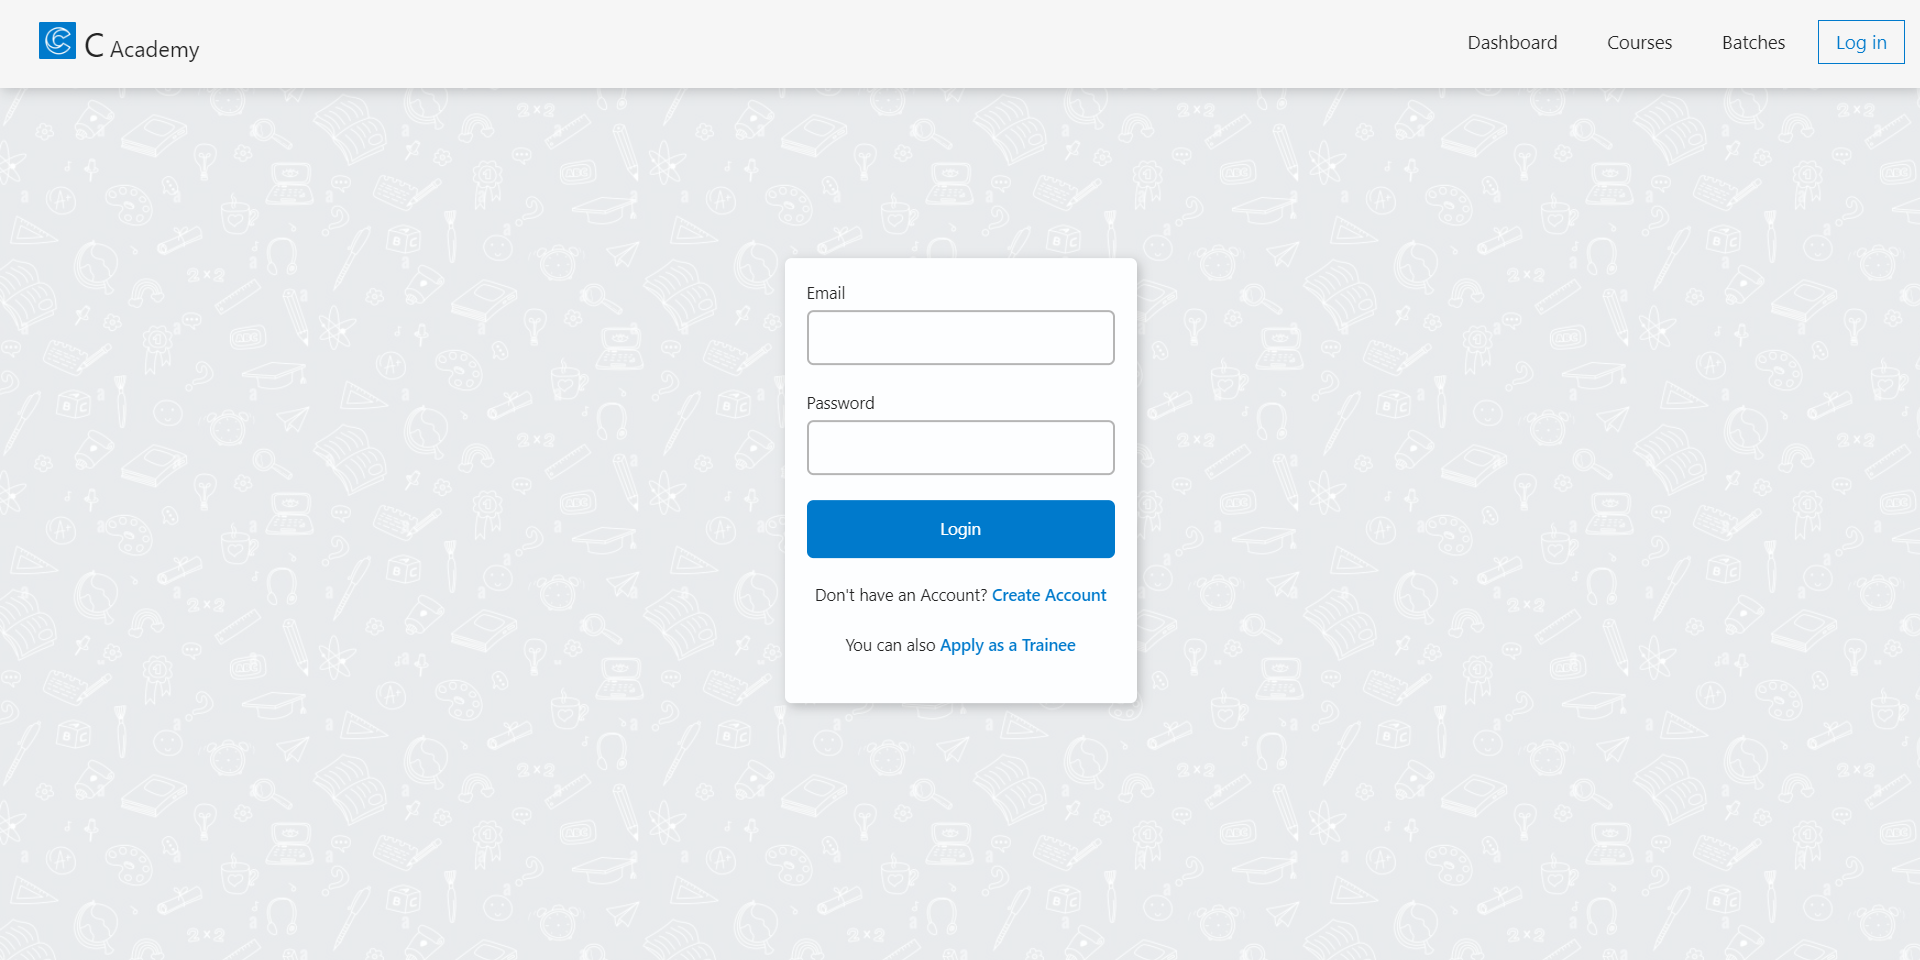 C Academy
Dashboard
Courses
Batches
Log in
Email
Password
Login
Don't have an Account? Create Account
You can also Apply as a Trainee